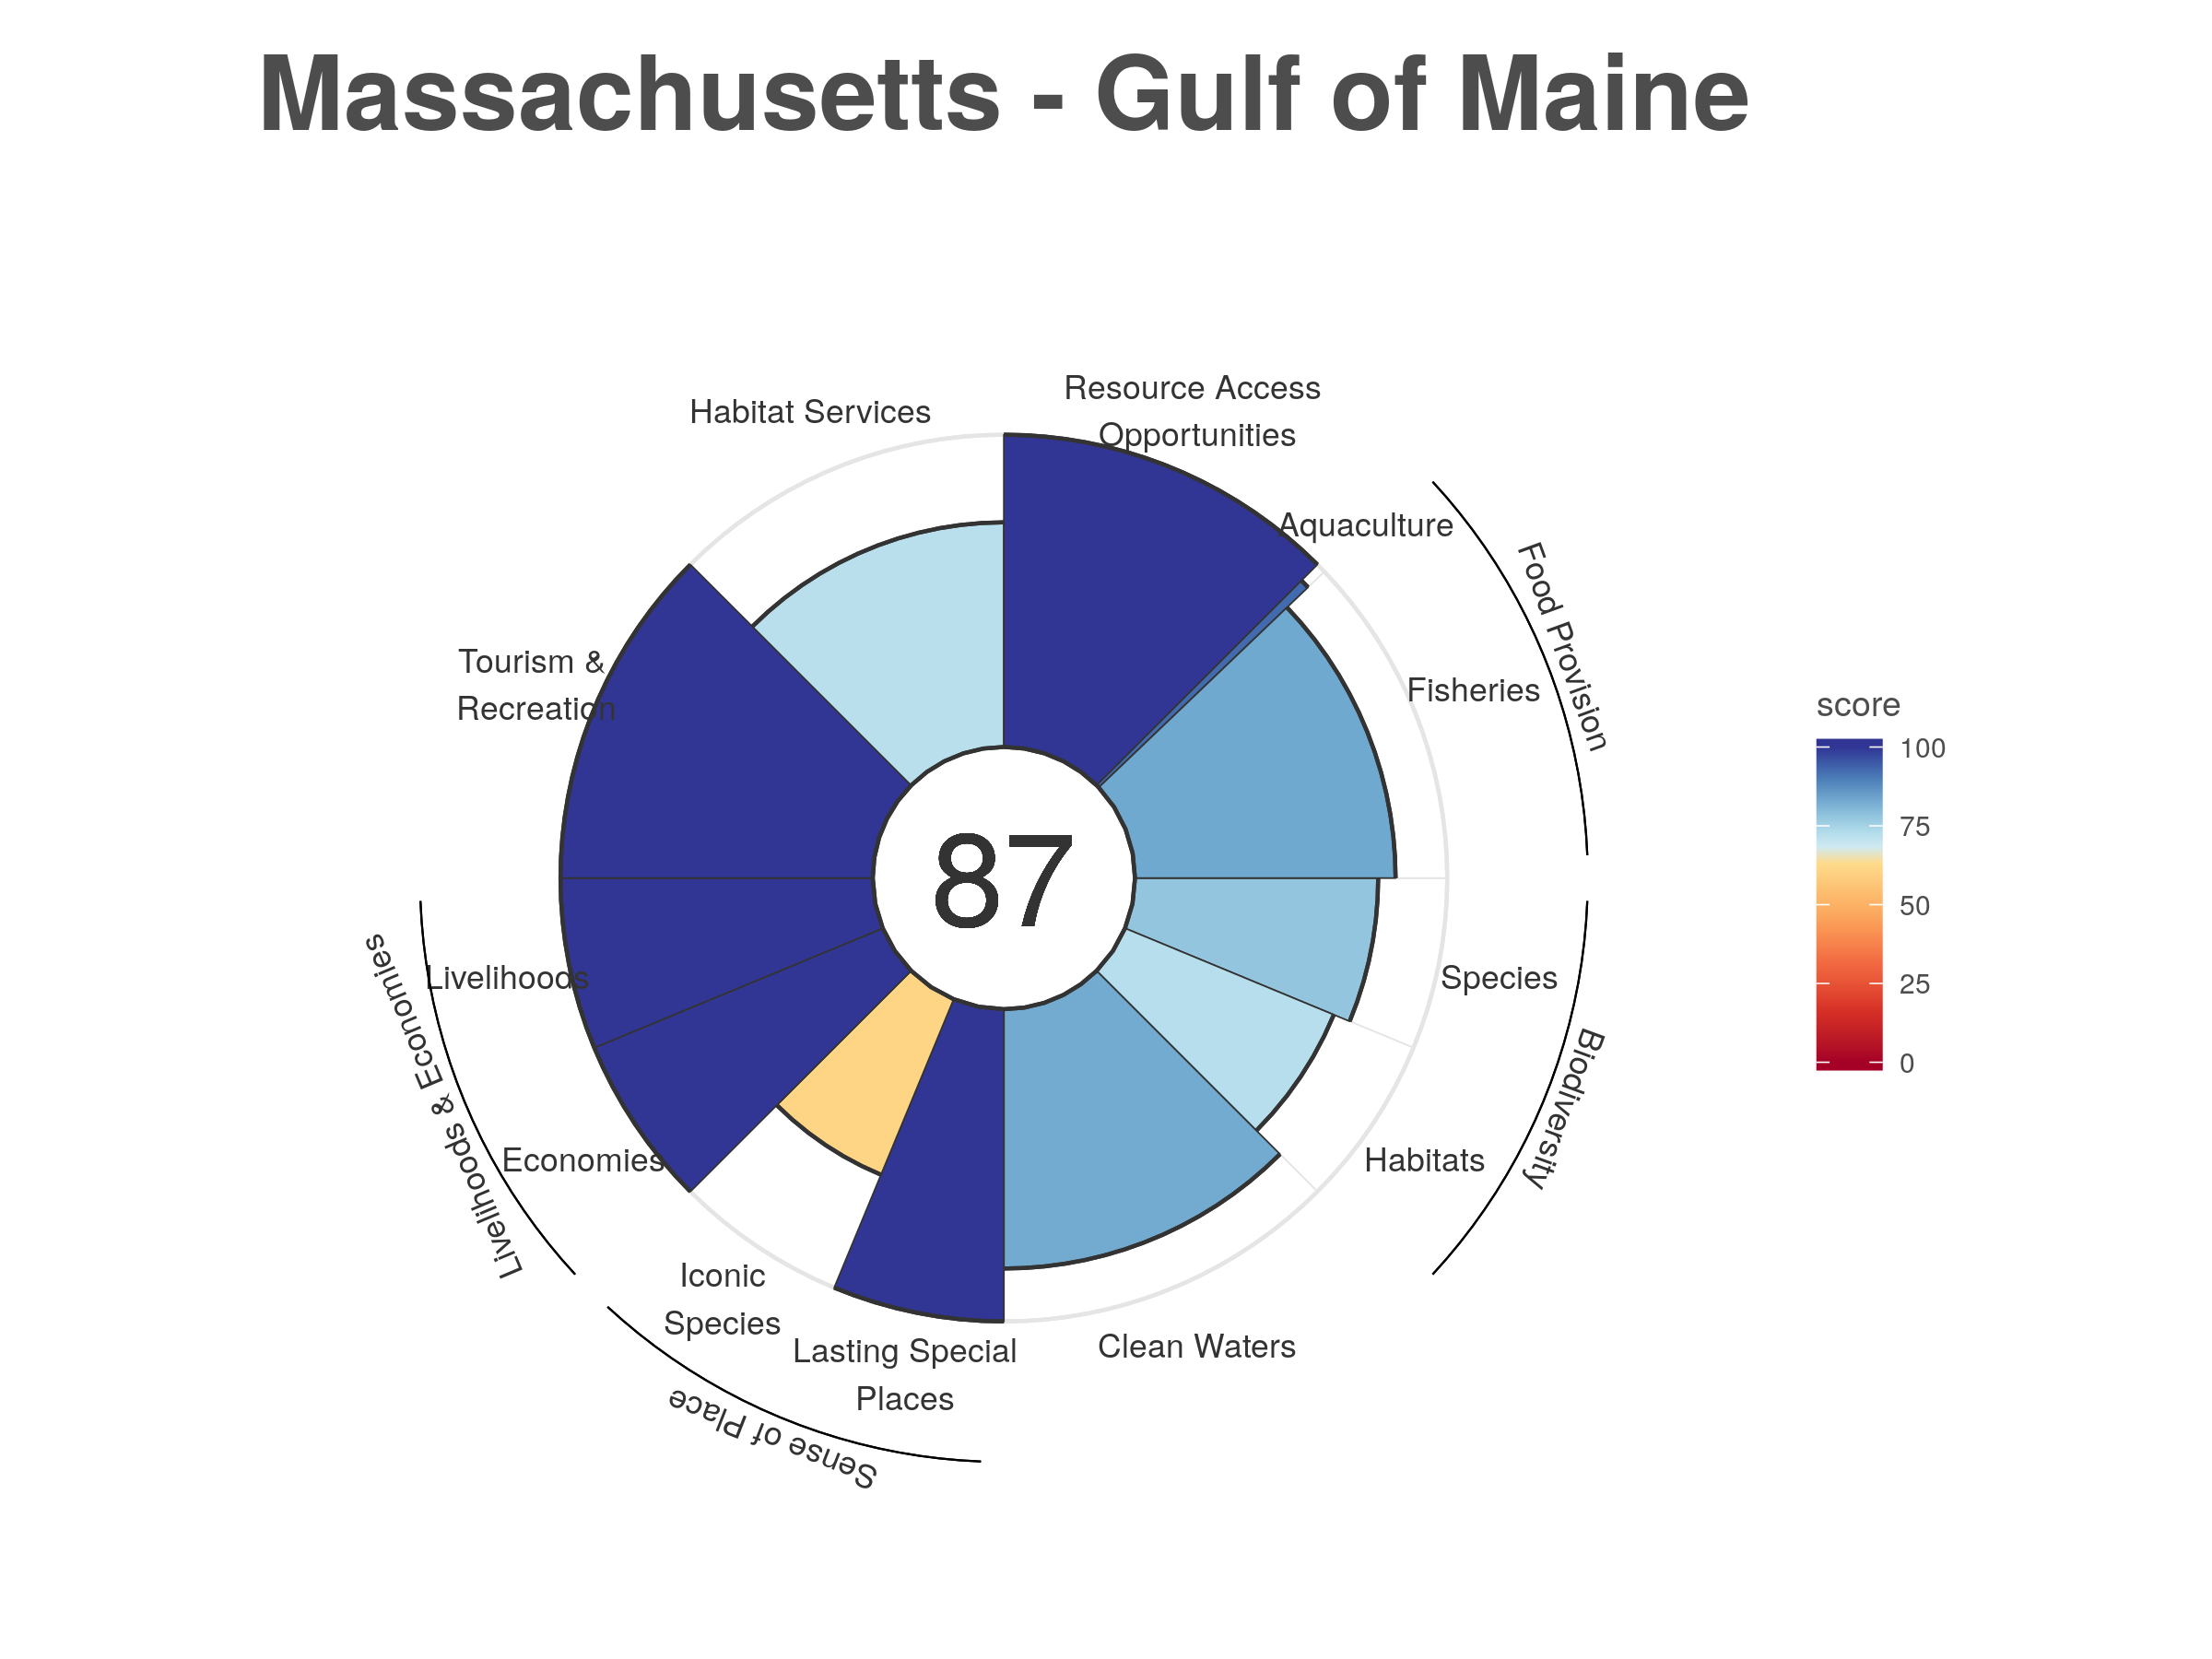 Massachusetts - Gulf of Maine
Resource Access
Opportunities
Habitat Services
Aquaculture
Food Provision
Fisheries
Tourism &
Recreation
score
100
75
50
25
0
87
Species
Biodiversity
Habitats
Livelihoods
Livelihoods & Economies
Economies
Iconic
Species
Lasting Special
Places
Clean Waters
Sense of Place